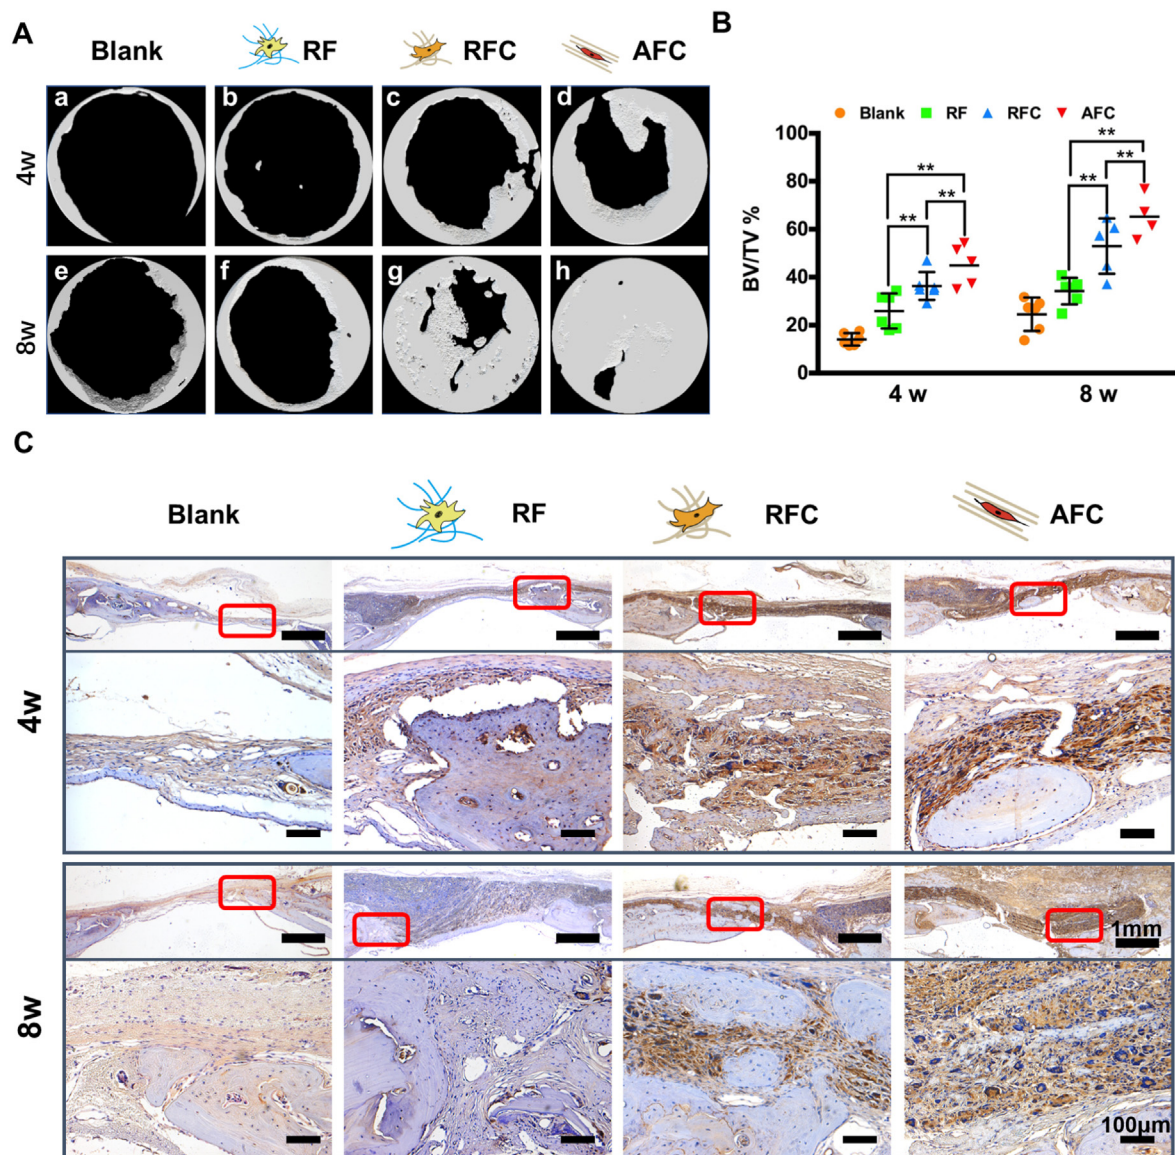 A
Blank RF RFC AFC
4w
a b c d
8w
e f g h
B
Blank RF RFC AFC
BV/TV %
100
80
60
40
20
0
** ** ** ** ** **
4 w 8 w
C
Blank RF RFC AFC
4w
8w
1mm
100μm